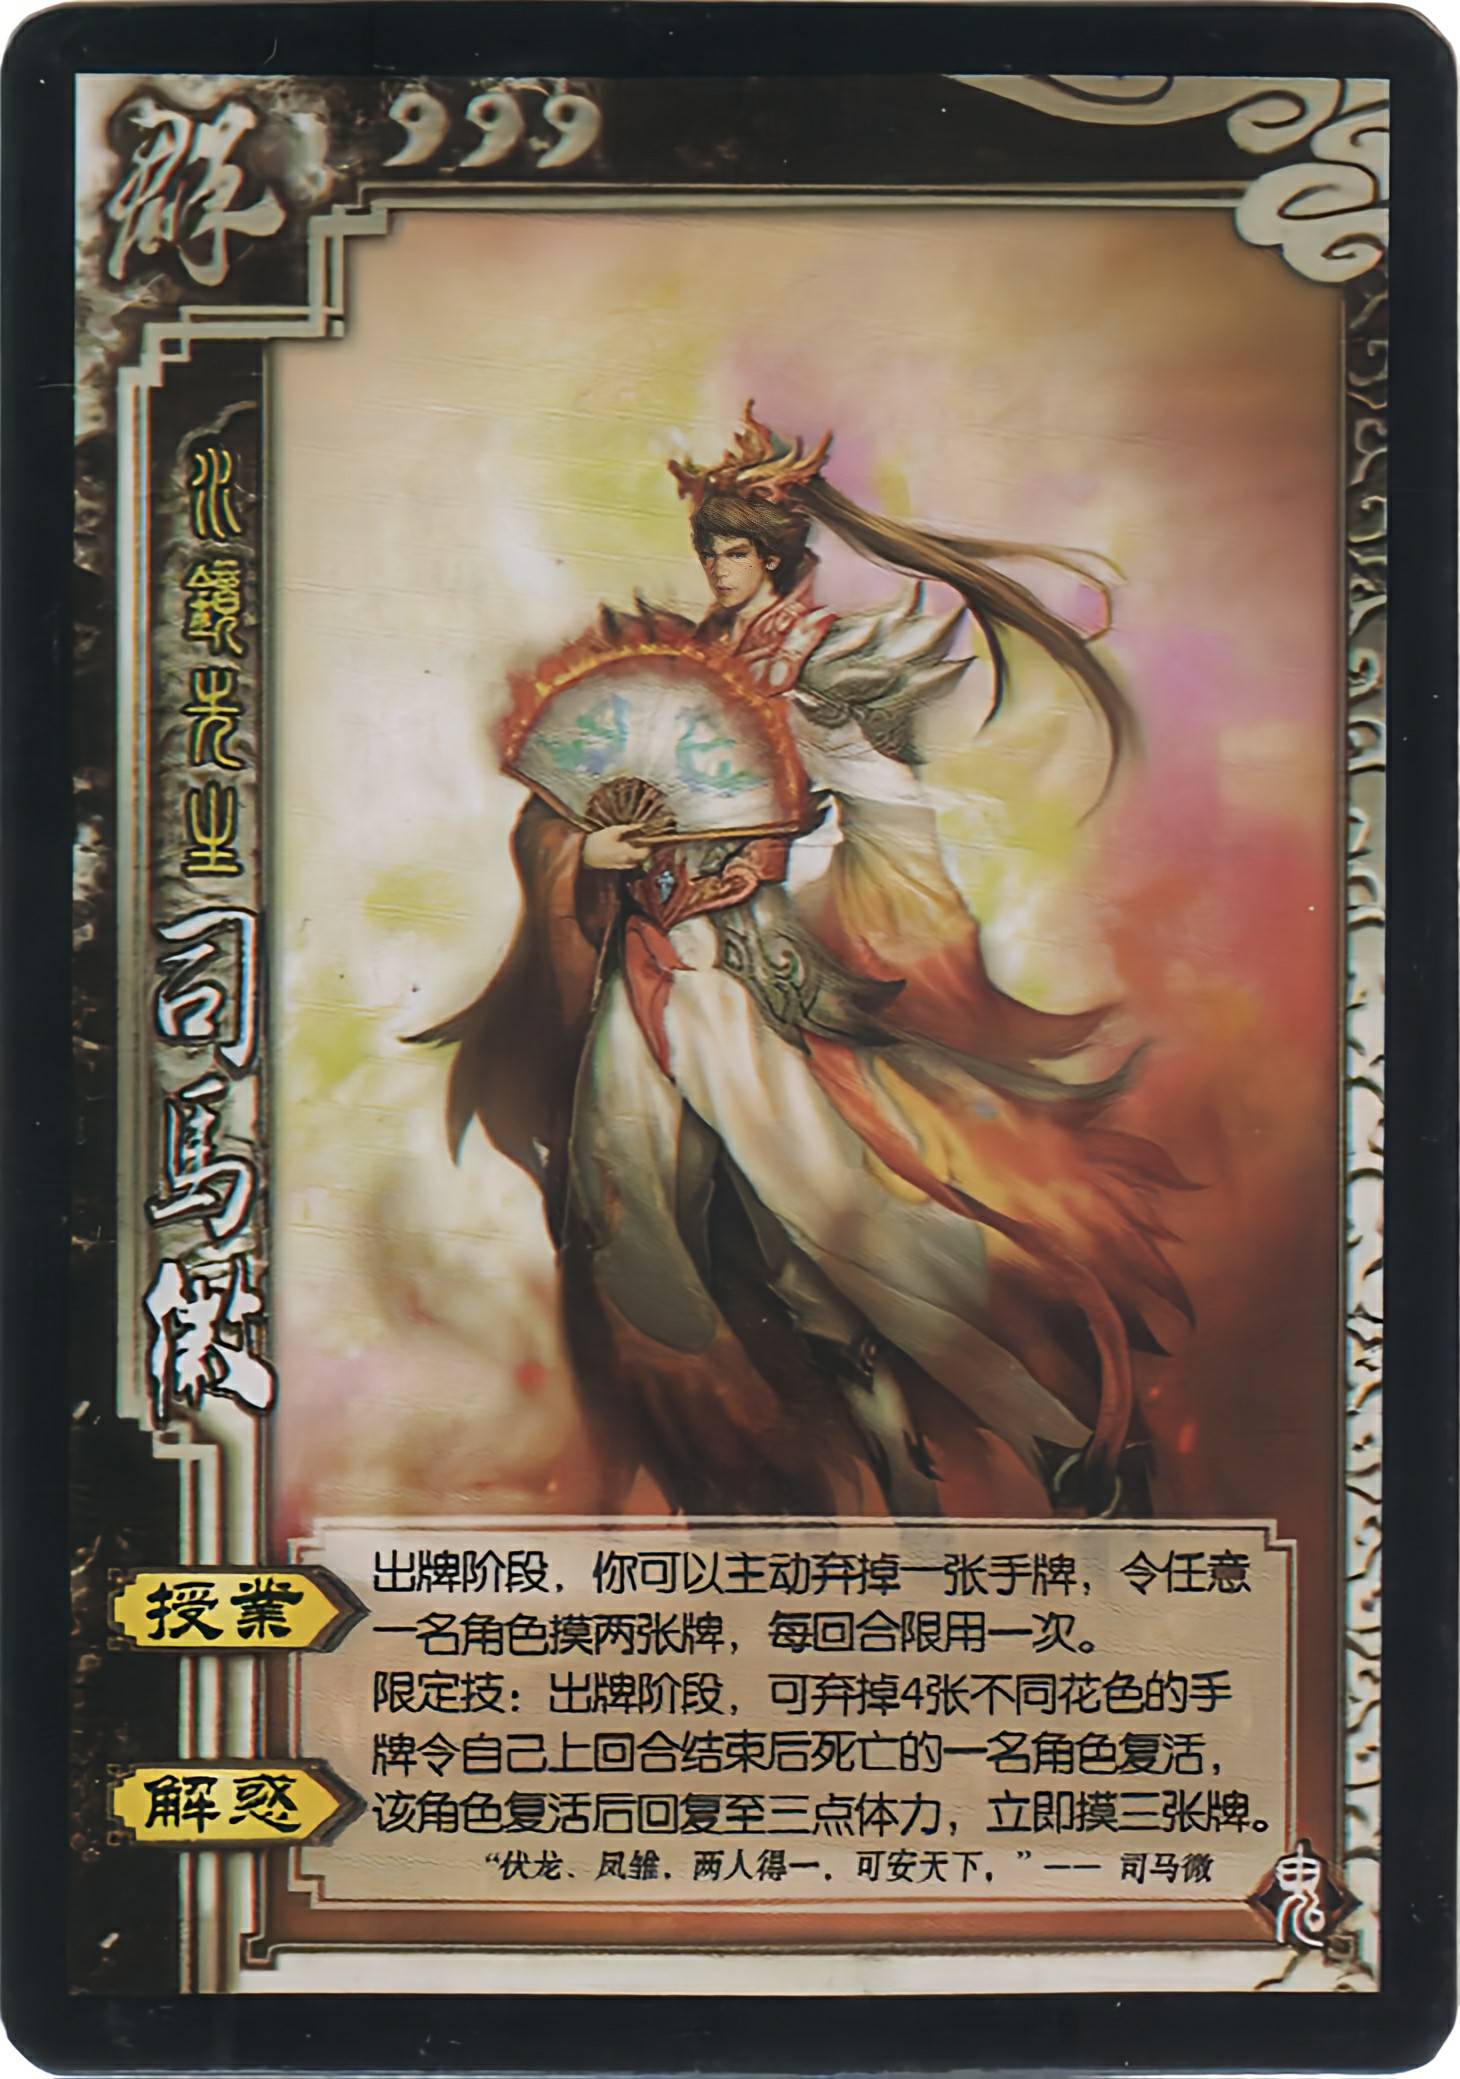 群
水鏡先生
司馬徽
授業
出牌阶段，你可以主动弃掉一张手牌，令任意
一名角色摸两张牌，每回合限用一次。
解惑
限定技：出牌阶段，可弃掉4张不同花色的手
牌令自己上回合结束后死亡的一名角色复活，
该角色复活后回复至三点体力，立即摸三张牌。
“伏龙、凤雏，两人得一，可安天下，”—— 司马微
鬼